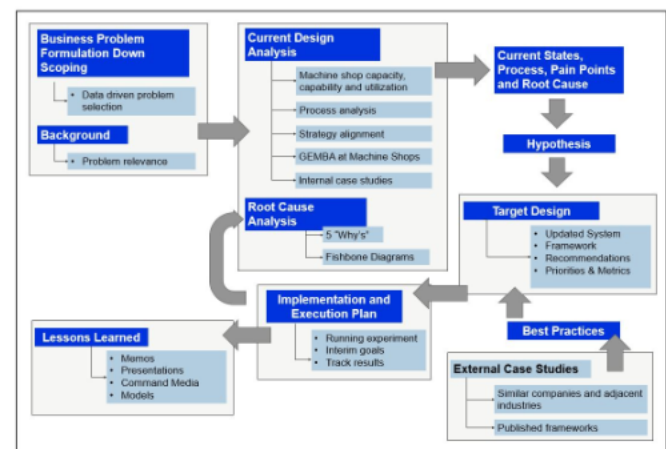 Business Problem
Formulation Down
Scoping
• Data driven problem
selection
Background
• Problem relevance
Current Design
Analysis
Machine shop capacity,
capability and utilization
Process analysis
Strategy alignment
GEMBA at Machine Shops
Internal case studies
Root Cause
Analysis
5 "Why's"
Fishbone Diagrams
Current States,
Process, Pain Points
and Root Cause
Hypothesis
Target Design
• Updated System
• Framework
• Recommendations
• Priorities & Metrics
Best Practices
External Case Studies
Similar companies and adjacent
industries
Published frameworks
Implementation and
Execution Plan
• Running experiment
• Interim goals
• Track results
Lessons Learned
• Memos
• Presentations
• Command Media
• Models